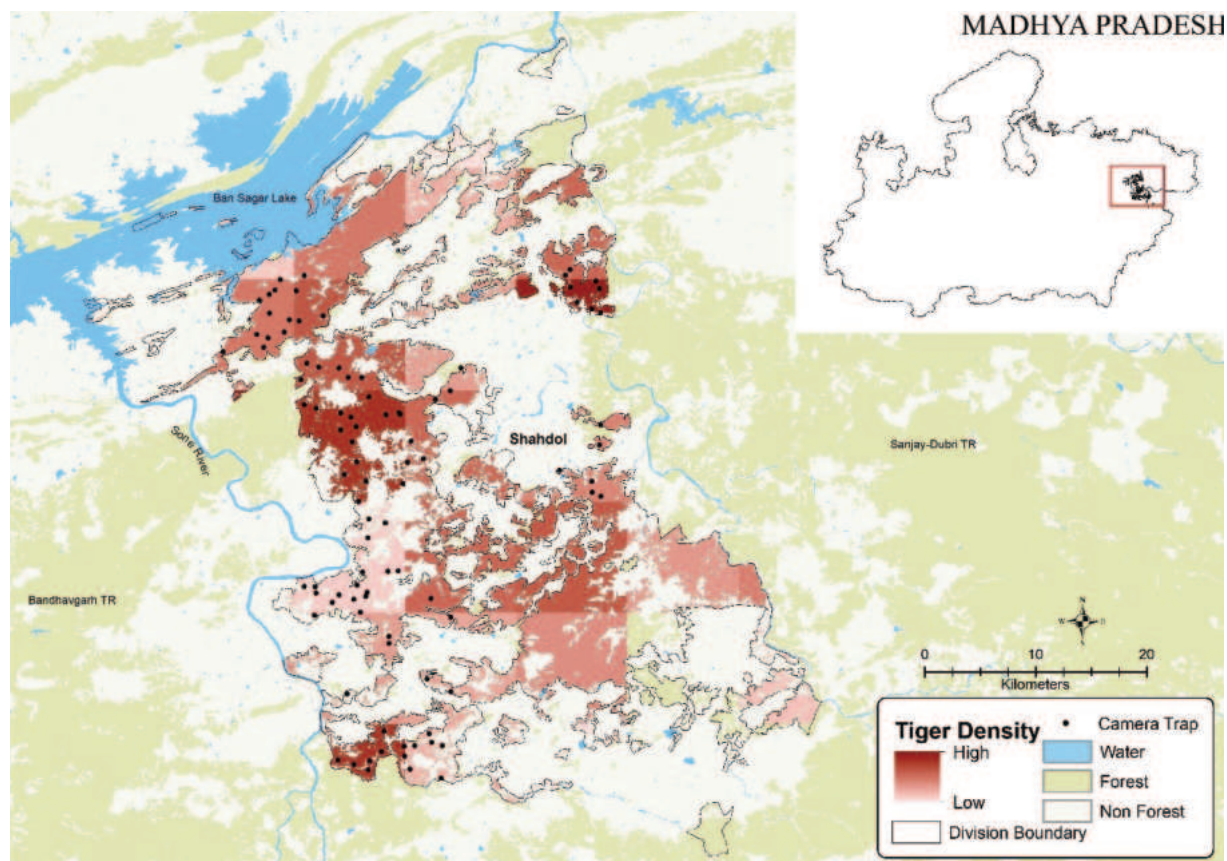 MADHYA PRADESH
Ban Sagar Lake
Sone River
Shahdol
Sanjay-Dubri TR
Bandhavgarh TR
N
W
E
S
0 10 20
Kilometers
Tiger Density
High
Low
Division Boundary
Camera Trap
Water
Forest
Non Forest